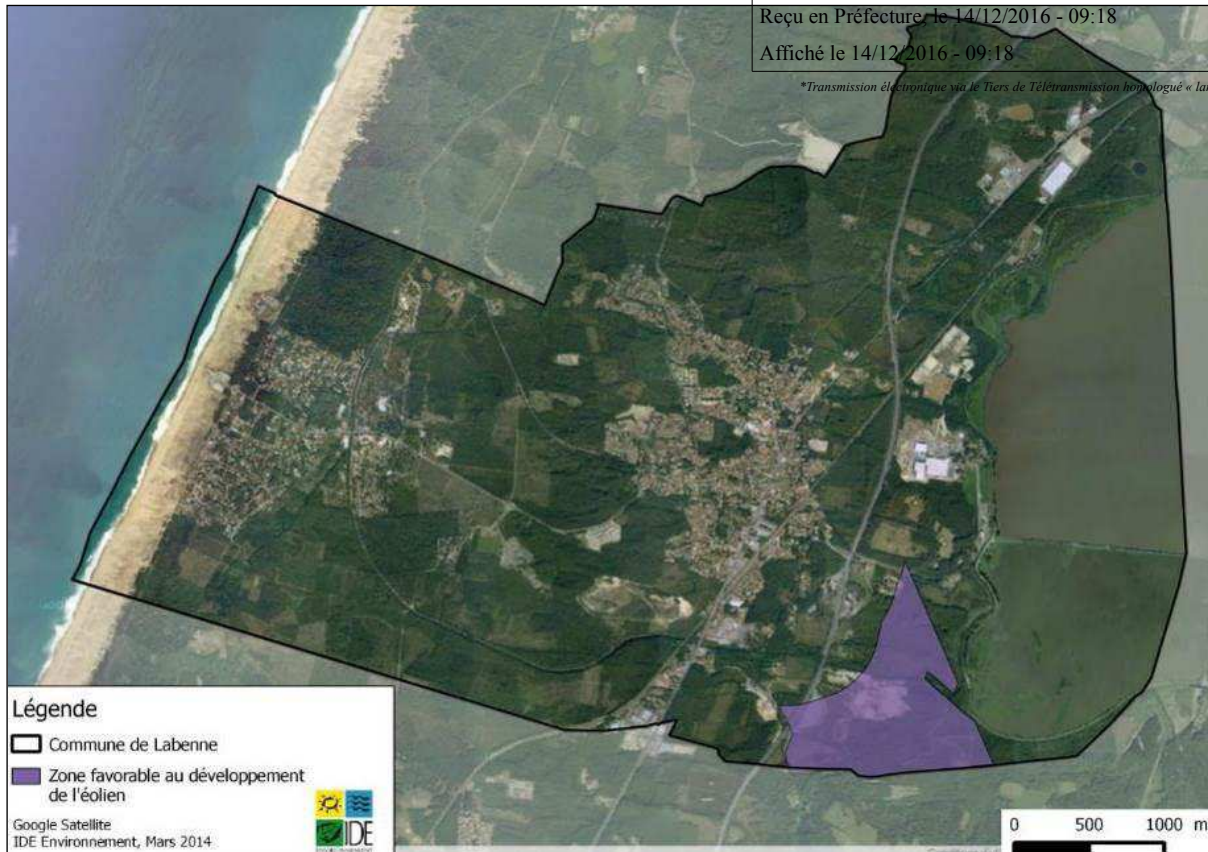 Reçu en Préfecture, le 14/12/2016 - 09:18
Affiché le 14/12/2016 - 09:18
*Transmission électronique via le Tiers de Télétransmission homologué «
Légende
Commune de Labenne
Zone favorable au développement
de l'éolien
Google Satellite
IDE Environnement, Mars 2014
IDE
0 500 1000 m